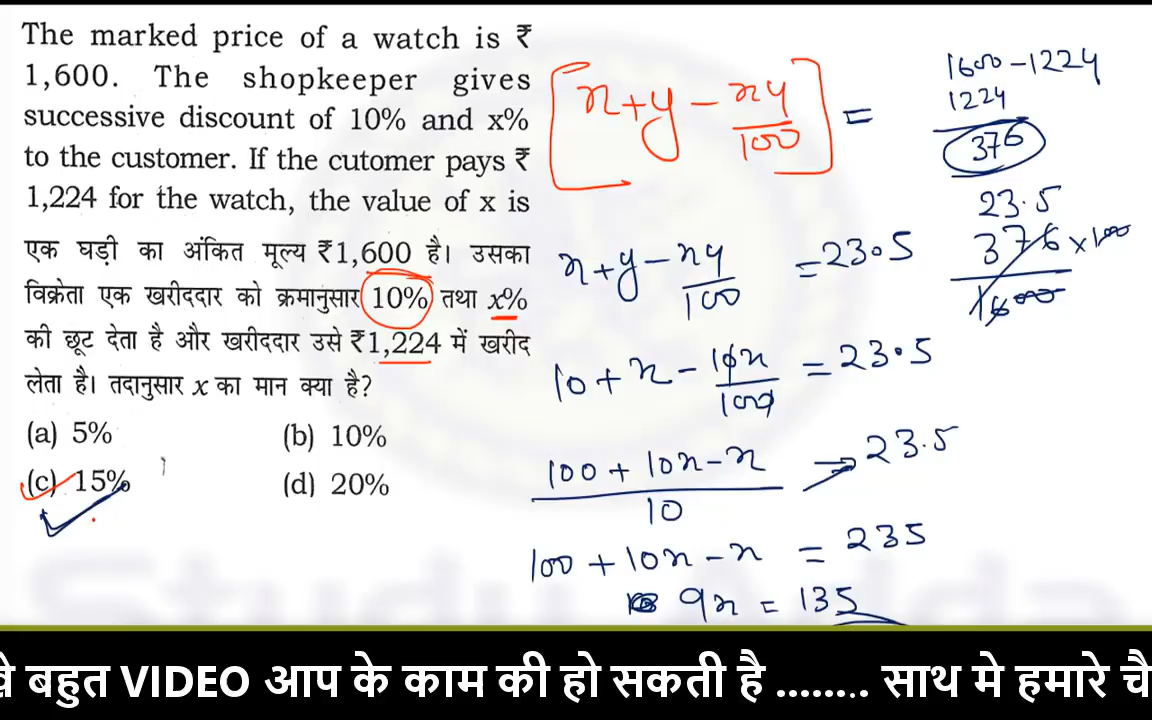 The marked price of a watch is ₹
1,600. The shopkeeper gives
successive discount of 10% and x%
to the customer. If the cutomer pays ₹
1,224 for the watch, the value of x is
एक घड़ी का अंकित मूल्य ₹1,600 है। उसका
विक्रेता एक खरीददार को क्रमानुसार 10% तथा x%
की छूट देता है और खरीददार उसे ₹1,224 में खरीद
लेता है। तदानुसार x का मान क्या है?
(a) 5% (b) 10%
(c) 15% (d) 20%
[x+y-xy/100] =
1600-1224
1224
376
23.5
376×100
1600
x+y-xy/100 =23.5
10+x-10x/100 =23.5
100+10x-x/10 → 23.5
100+10x-x = 235
9x = 135
Study Adda
बहुत VIDEO आप के काम की हो सकती है ........ साथ मे हमारे चै